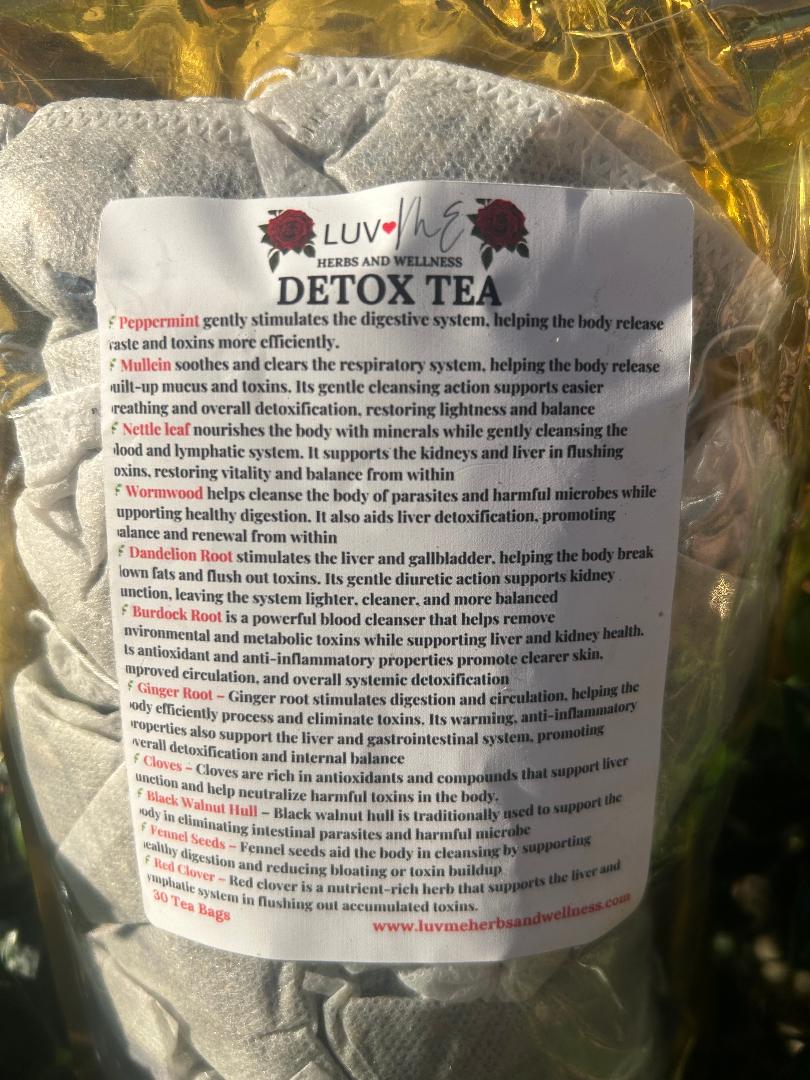 LUV ME
HERBS AND WELLNESS
DETOX TEA
Peppermint gently stimulates the digestive system, helping the body release
aste and toxins more efficiently.
Mullein soothes and clears the respiratory system, helping the body release
uilt-up mucus and toxins. Its gentle cleansing action supports easier
reathing and overall detoxification, restoring lightness and balance
Nettle leaf nourishes the body with minerals while gently cleansing the
lood and lymphatic system. It supports the kidneys and liver in flushing
oxins, restoring vitality and balance from within
Wormwood helps cleanse the body of parasites and harmful microbes while
upporting healthy digestion. It also aids liver detoxification, promoting
alance and renewal from within
Dandelion Root stimulates the liver and gallbladder, helping the body break
own fats and flush out toxins. Its gentle diuretic action supports kidney
unction, leaving the system lighter, cleaner, and more balanced
Burdock Root is a powerful blood cleanser that helps remove
nvironmental and metabolic toxins while supporting liver and kidney health.
ts antioxidant and anti-inflammatory properties promote clearer skin,
mproved circulation, and overall systemic detoxification
Ginger Root – Ginger root stimulates digestion and circulation, helping the
ody efficiently process and eliminate toxins. Its warming, anti-inflammatory
roperties also support the liver and gastrointestinal system, promoting
verall detoxification and internal balance
Cloves – Cloves are rich in antioxidants and compounds that support liver
unction and help neutralize harmful toxins in the body.
Black Walnut Hull – Black walnut hull is traditionally used to support the
ody in eliminating intestinal parasites and harmful microbe
Fennel Seeds – Fennel seeds aid the body in cleansing by supporting
ealthy digestion and reducing bloating or toxin buildup
Red Clover – Red clover is a nutrient-rich herb that supports the liver and
ymphatic system in flushing out accumulated toxins.
30 Tea Bags www.luvmeherbsandwellness.com